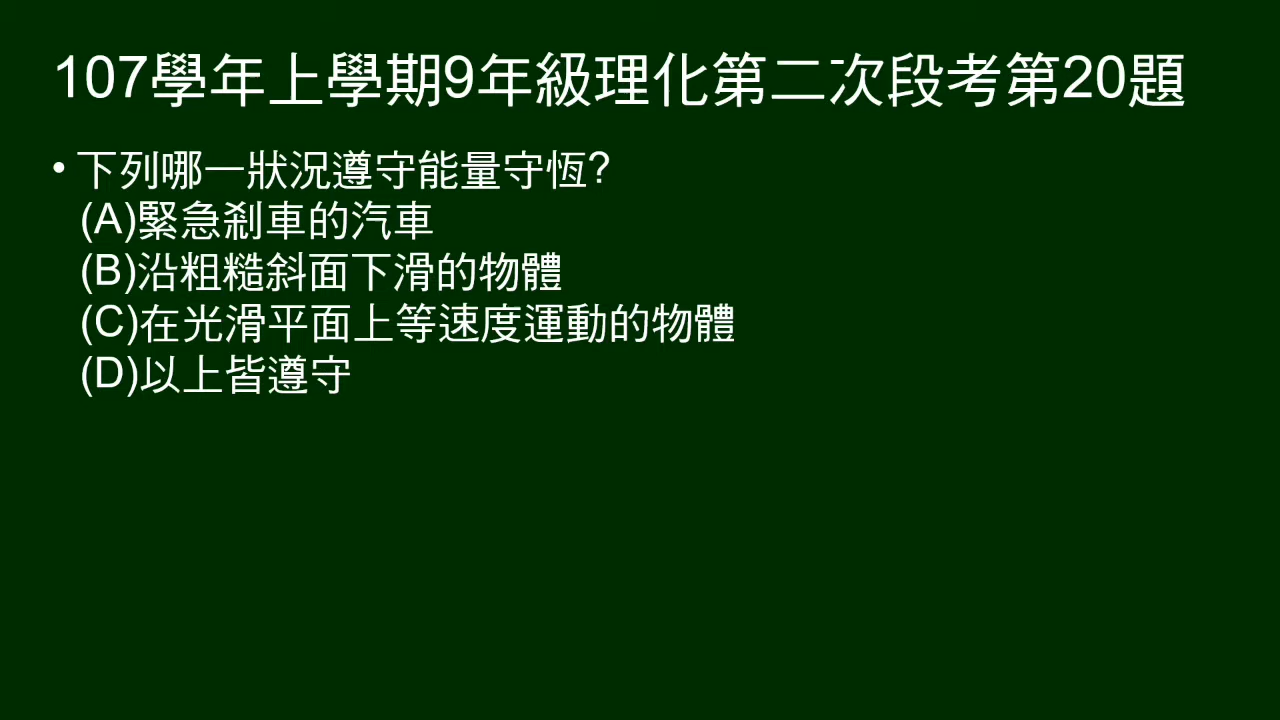 107學年上學期9年級理化第二次段考第20題
• 下列哪一狀況遵守能量守恆?
(A)緊急剎車的汽車
(B)沿粗糙斜面下滑的物體
(C)在光滑平面上等速度運動的物體
(D)以上皆遵守